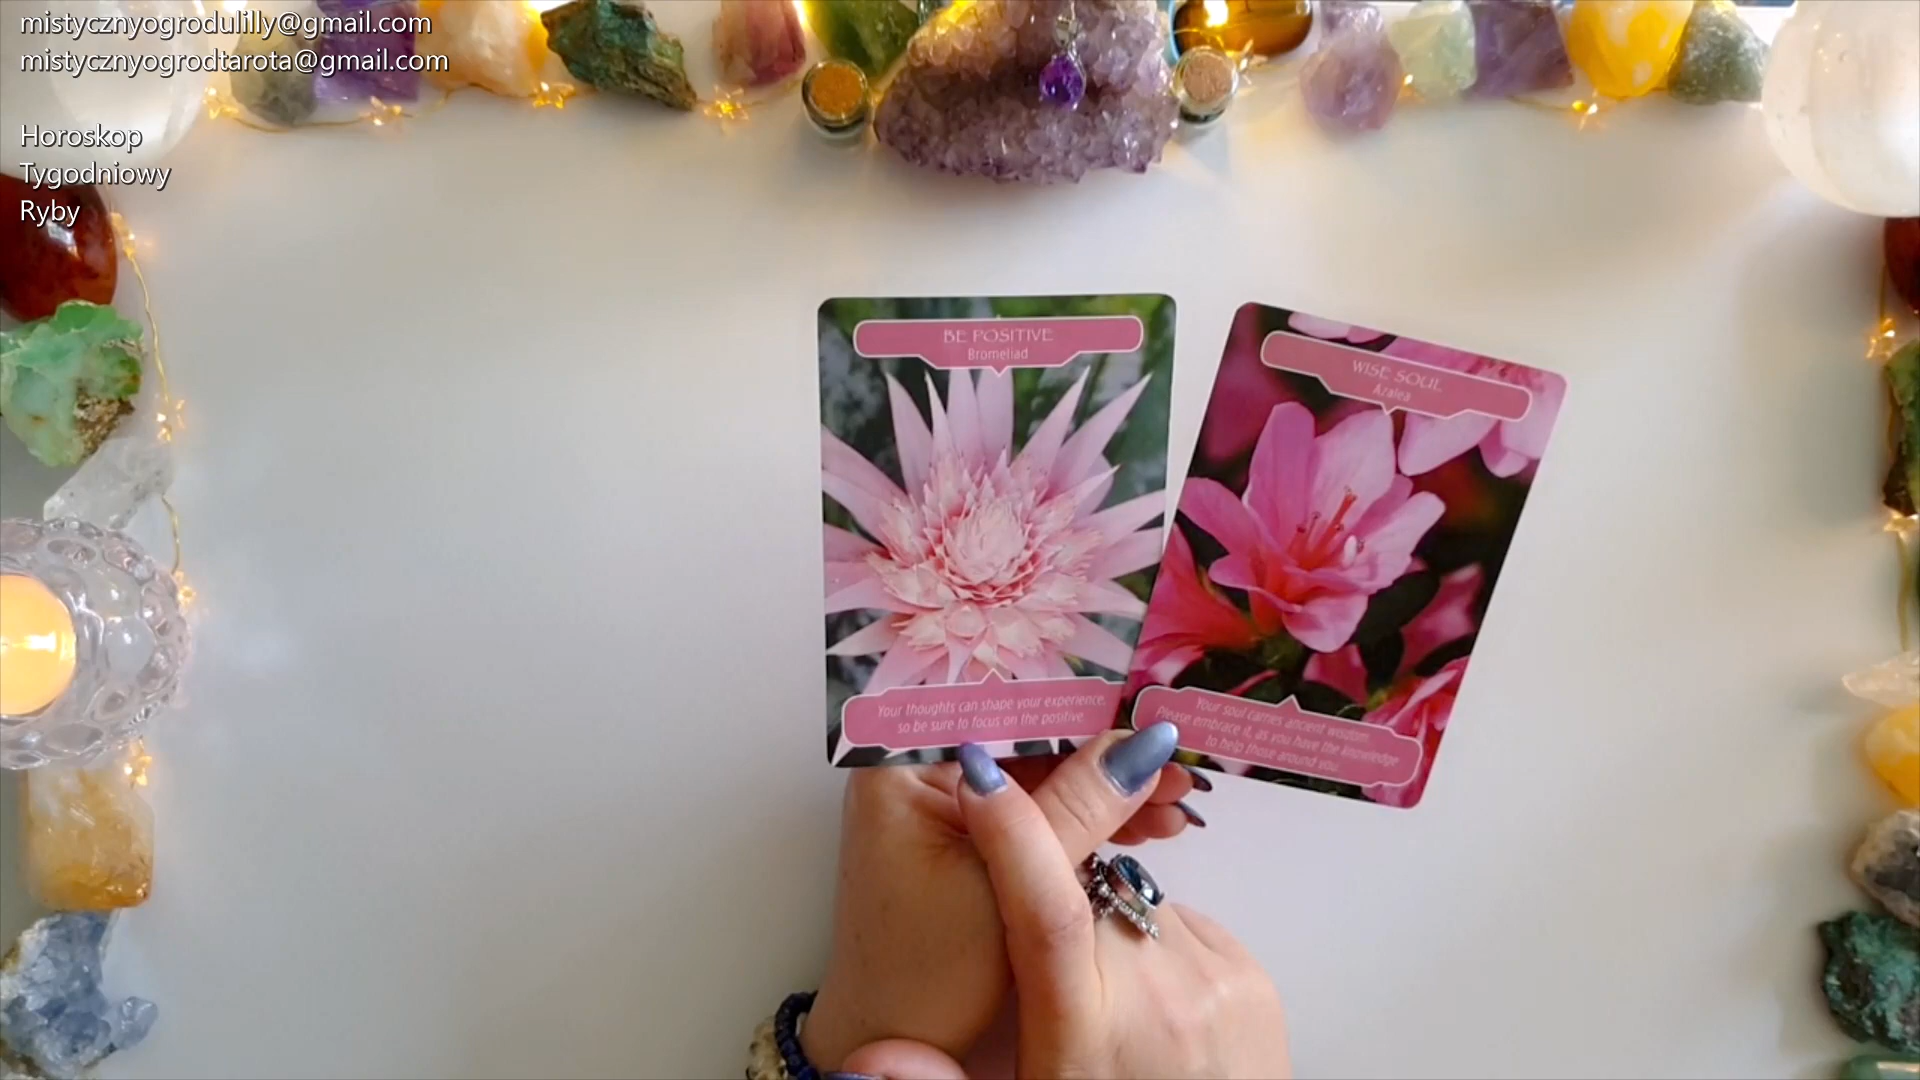 mistycznyogrodulilly@gmail.com
mistycznyogrodtarota@gmail.com
Horoskop
Tygodniowy
Ryby
BE POSITIVE
Bromeliad
Your thoughts can shape your experience,
so be sure to focus on the positive.
WISE SOUL
Azalea
Your soul carries ancient wisdom.
Please embrace it, as you have the knowledge
to help those around you.